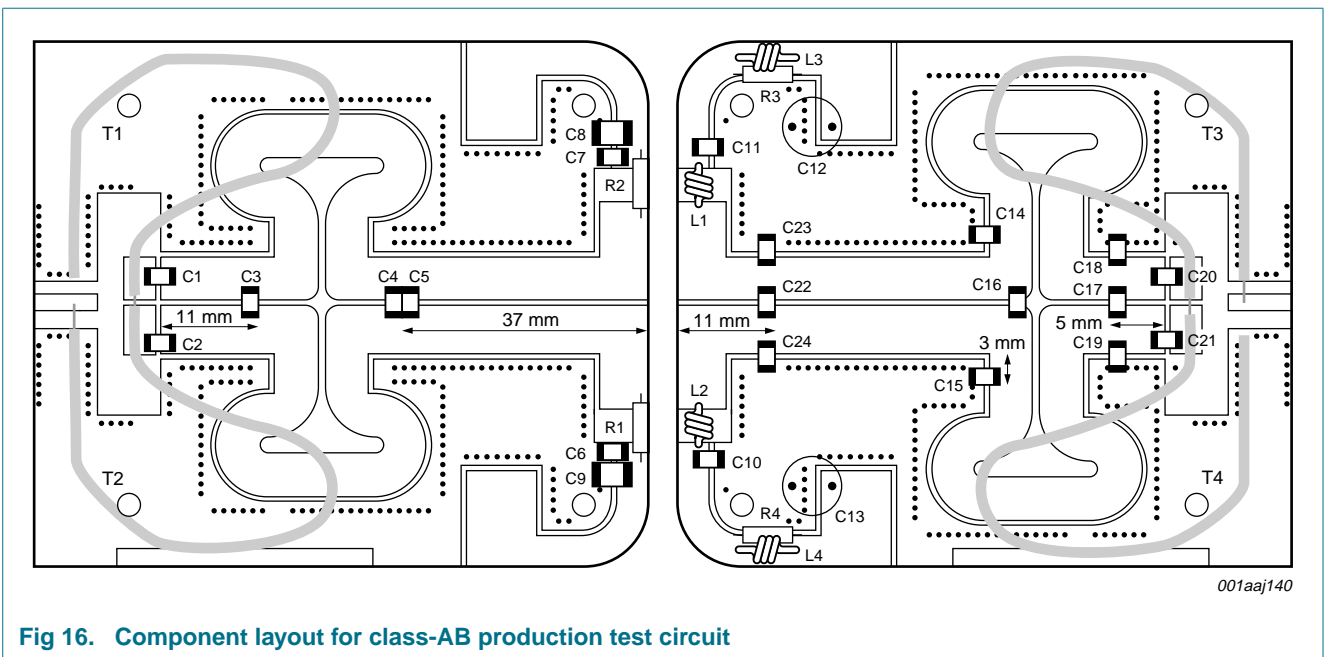 L3
R3
T1
T3
C8
C7
C11
C12
R2
L1
C14
C23
C1
C3
C4 C5
C18
C20
C22
C16
C17
11 mm
37 mm
11 mm
5 mm
C2
C24
3 mm
C19
C21
C15
L2
R1
C6
C10
C9
T2
T4
R4
C13
L4
001aaj140
Fig 16. Component layout for class-AB production test circuit